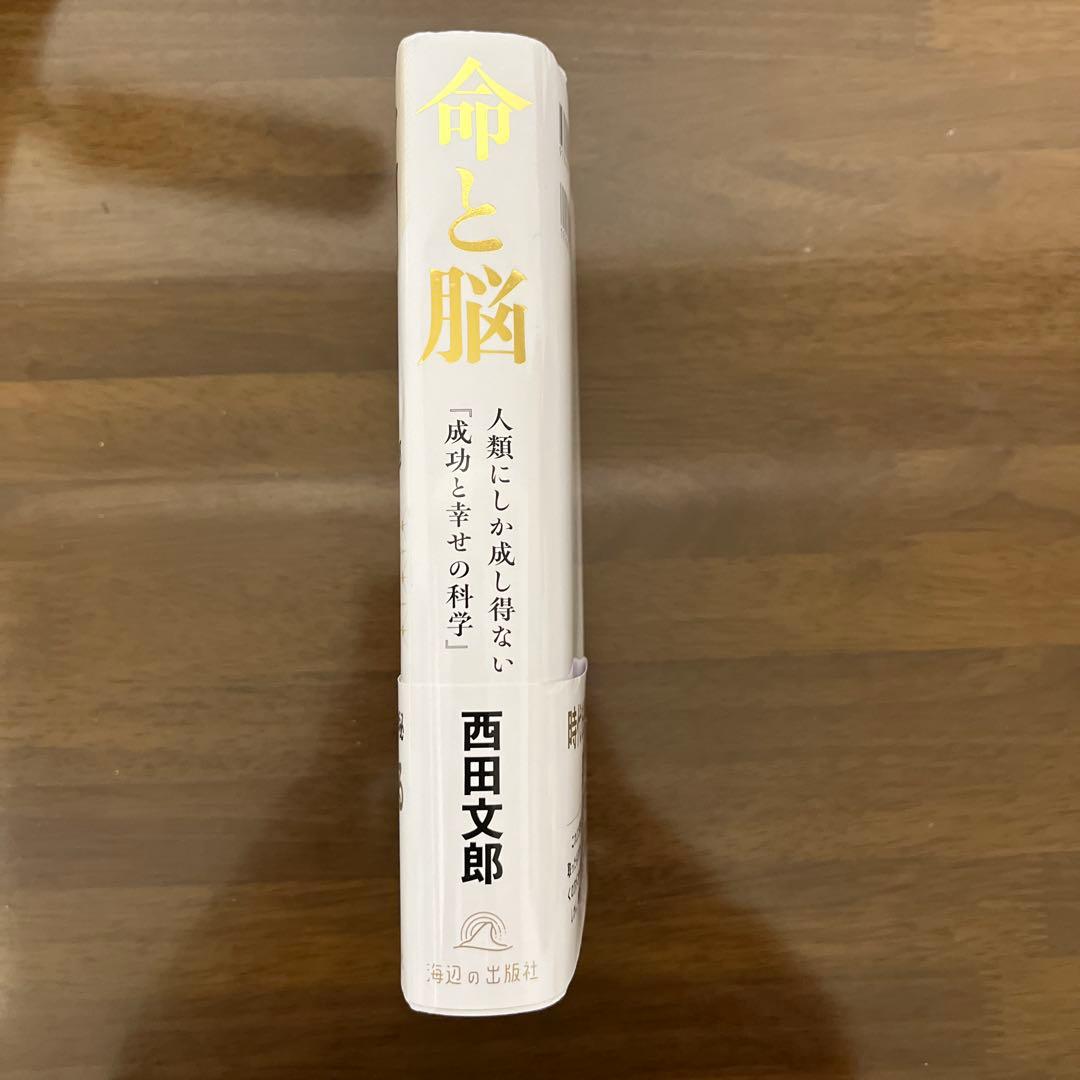 命と脳
人類にしか成し得ない
『成功と幸せの科学』
西田文郎
海辺の出版社